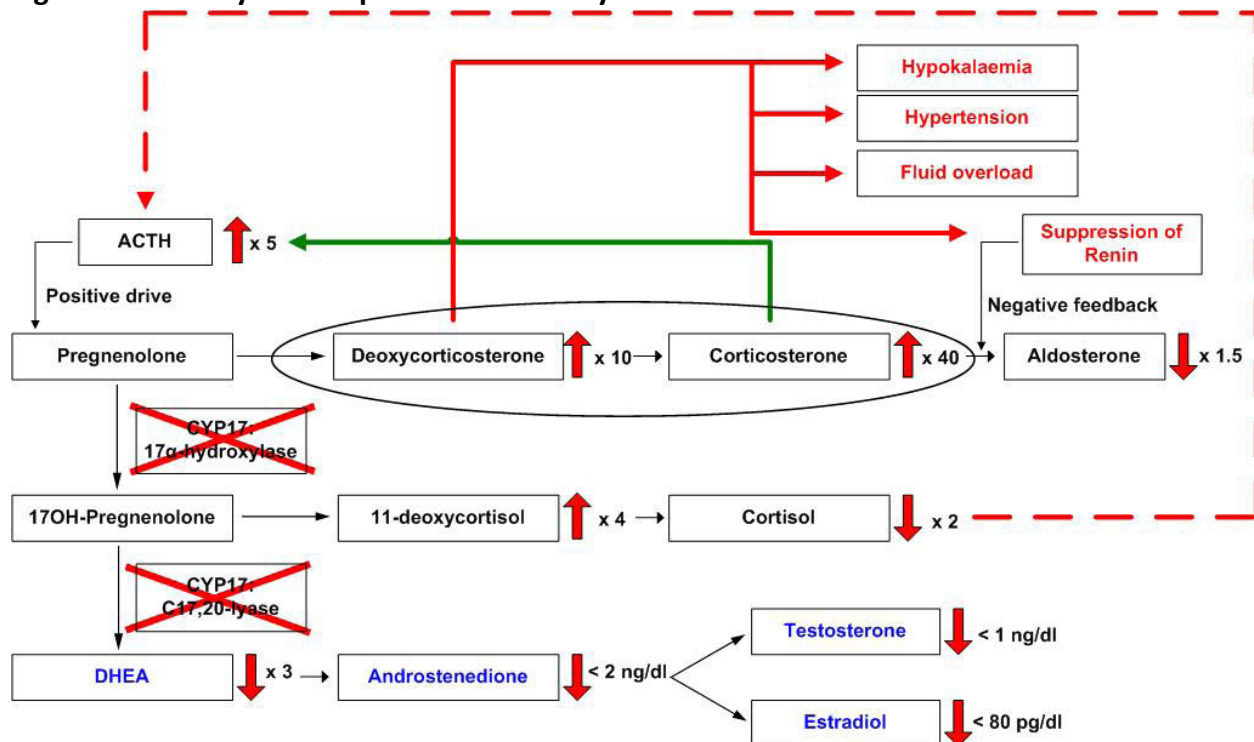 Hypokalaemia
Hypertension
Fluid overload
ACTH
x 5
Suppression of
Renin
Positive drive
Negative feedback
Pregnenolone
Deoxycorticosterone
x 10
Corticosterone
x 40
Aldosterone
x 1.5
CYP17:
17α-hydroxylase
17OH-Pregnenolone
11-deoxycortisol
x 4
Cortisol
x 2
CYP17:
C17,20-lyase
DHEA
x 3
Androstenedione
< 2 ng/dl
Testosterone
< 1 ng/dl
Estradiol
< 80 pg/dl